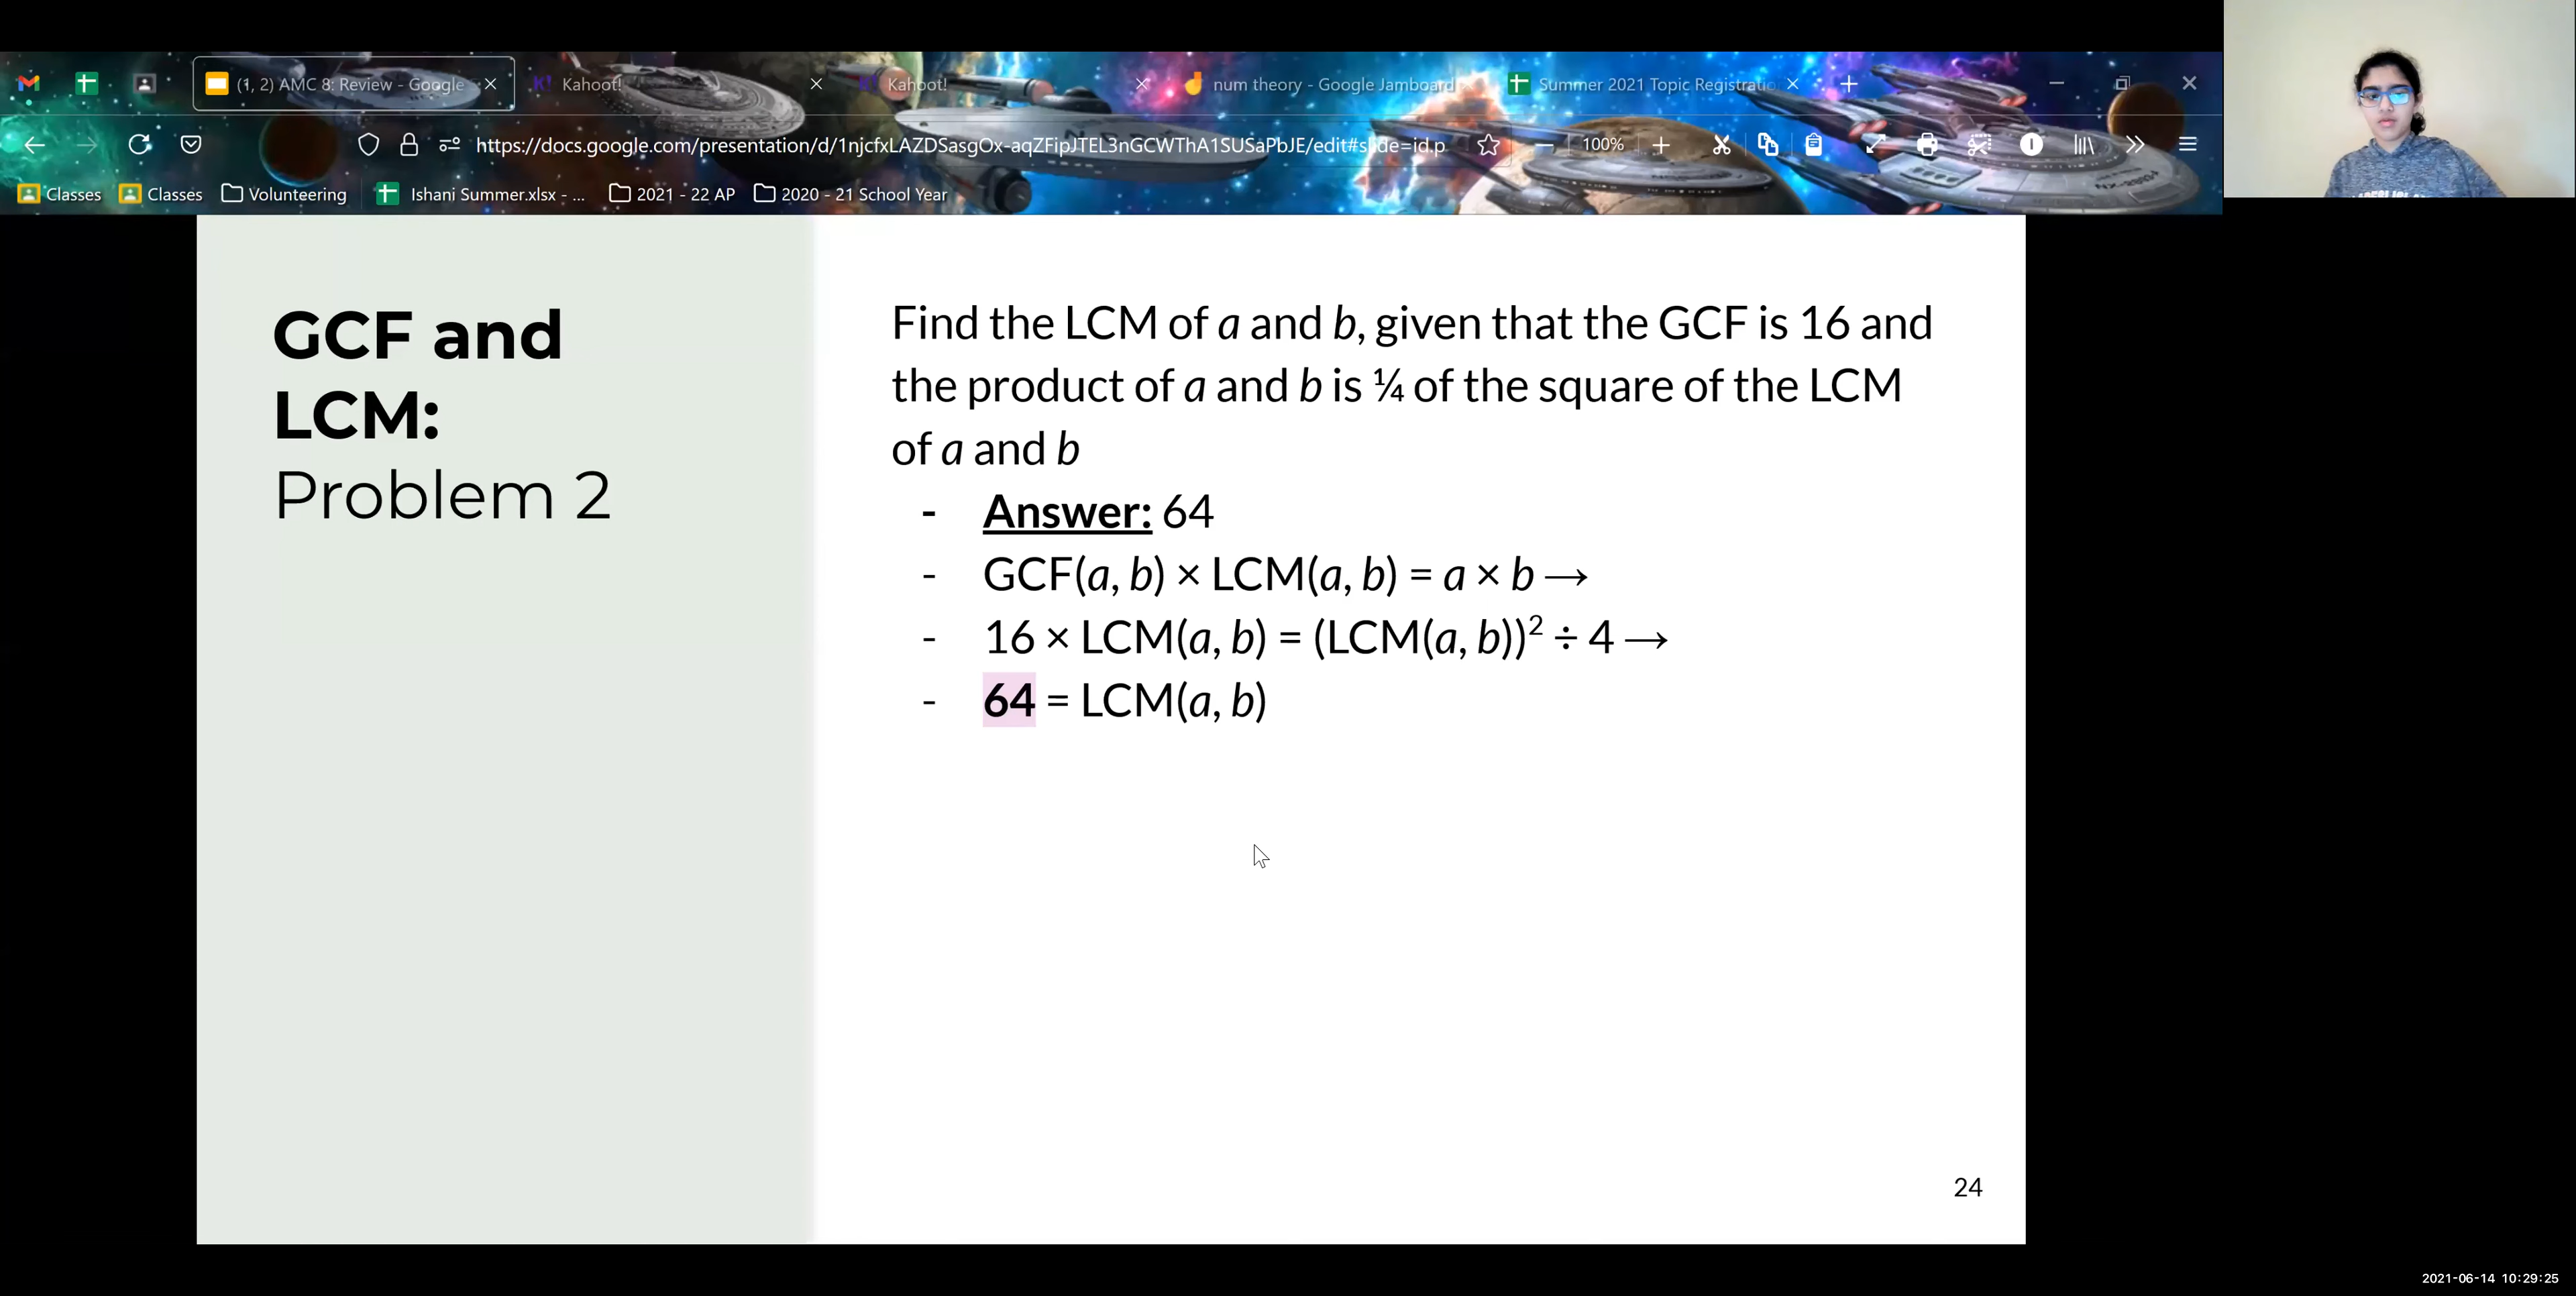 (1, 2) AMC 8: Review - Google
Kahoot!
Kahoot!
num theory - Google Jamboard
Summer 2021 Topic Registratio
https://docs.google.com/presentation/d/1njcfxLAZDSasgOx-aqZFipJTEL3nGCWThA1SUSaPbJE/edit#slide=id.p
100%
Classes
Classes
Volunteering
Ishani Summer.xlsx - ...
2021 - 22 AP
2020 - 21 School Year
GCF and
LCM:
Problem 2
Find the LCM of a and b, given that the GCF is 16 and
the product of a and b is ¼ of the square of the LCM
of a and b
- Answer: 64
- GCF(a, b) × LCM(a, b) = a × b →
- 16 × LCM(a, b) = (LCM(a, b))² ÷ 4 →
- 64 = LCM(a, b)
24
2021-06-14 10:29:25